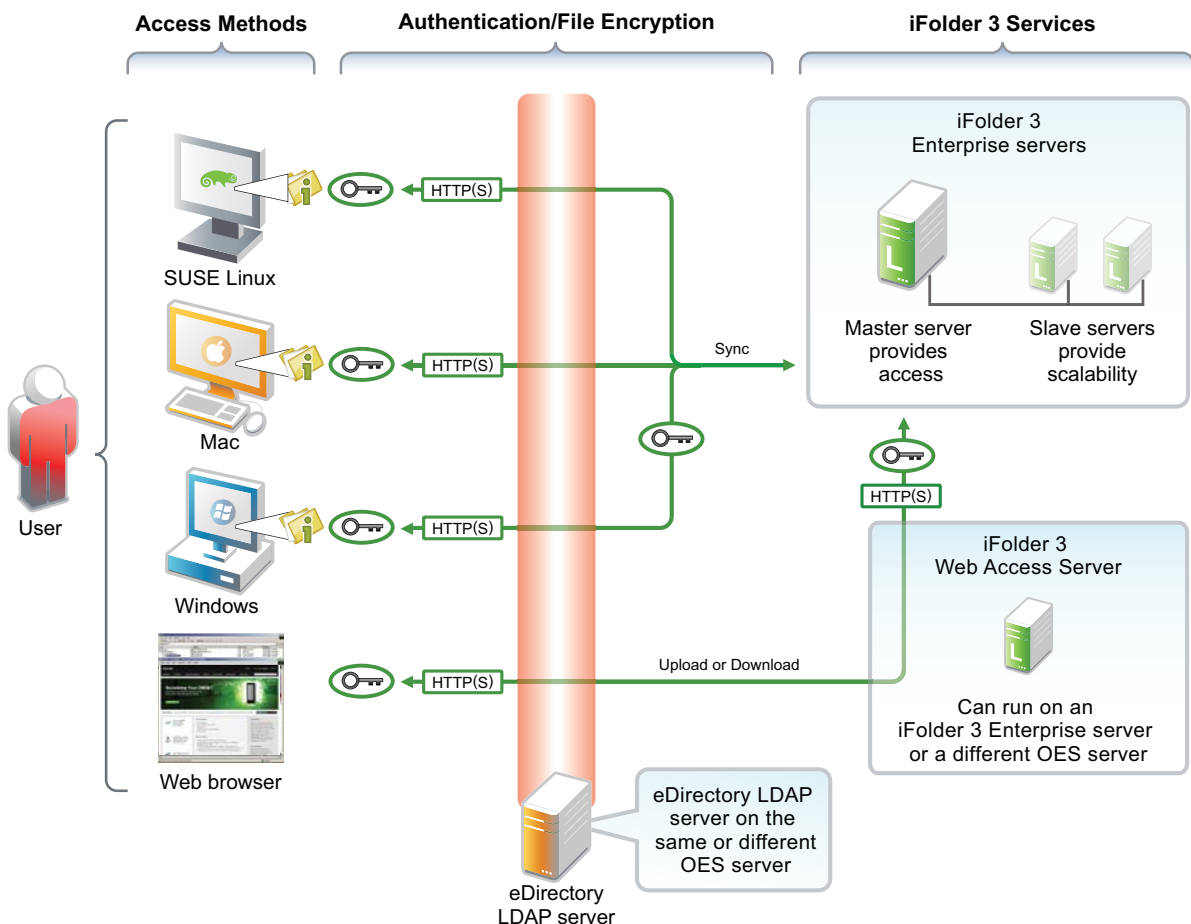 Access Methods
Authentication/File Encryption
iFolder 3 Services
iFolder 3
Enterprise servers
HTTP(S)
L
L
L
SUSE Linux
Master server
provides
access
Slave servers
provide
scalability
HTTP(S)
Sync
Mac
HTTP(S)
User
HTTP(S)
iFolder 3
Web Access Server
Windows
L
HTTP(S)
Upload or Download
Can run on an
iFolder 3 Enterprise server
or a different OES server
Web browser
eDirectory LDAP
server on the
same or different
OES server
eDirectory
LDAP server